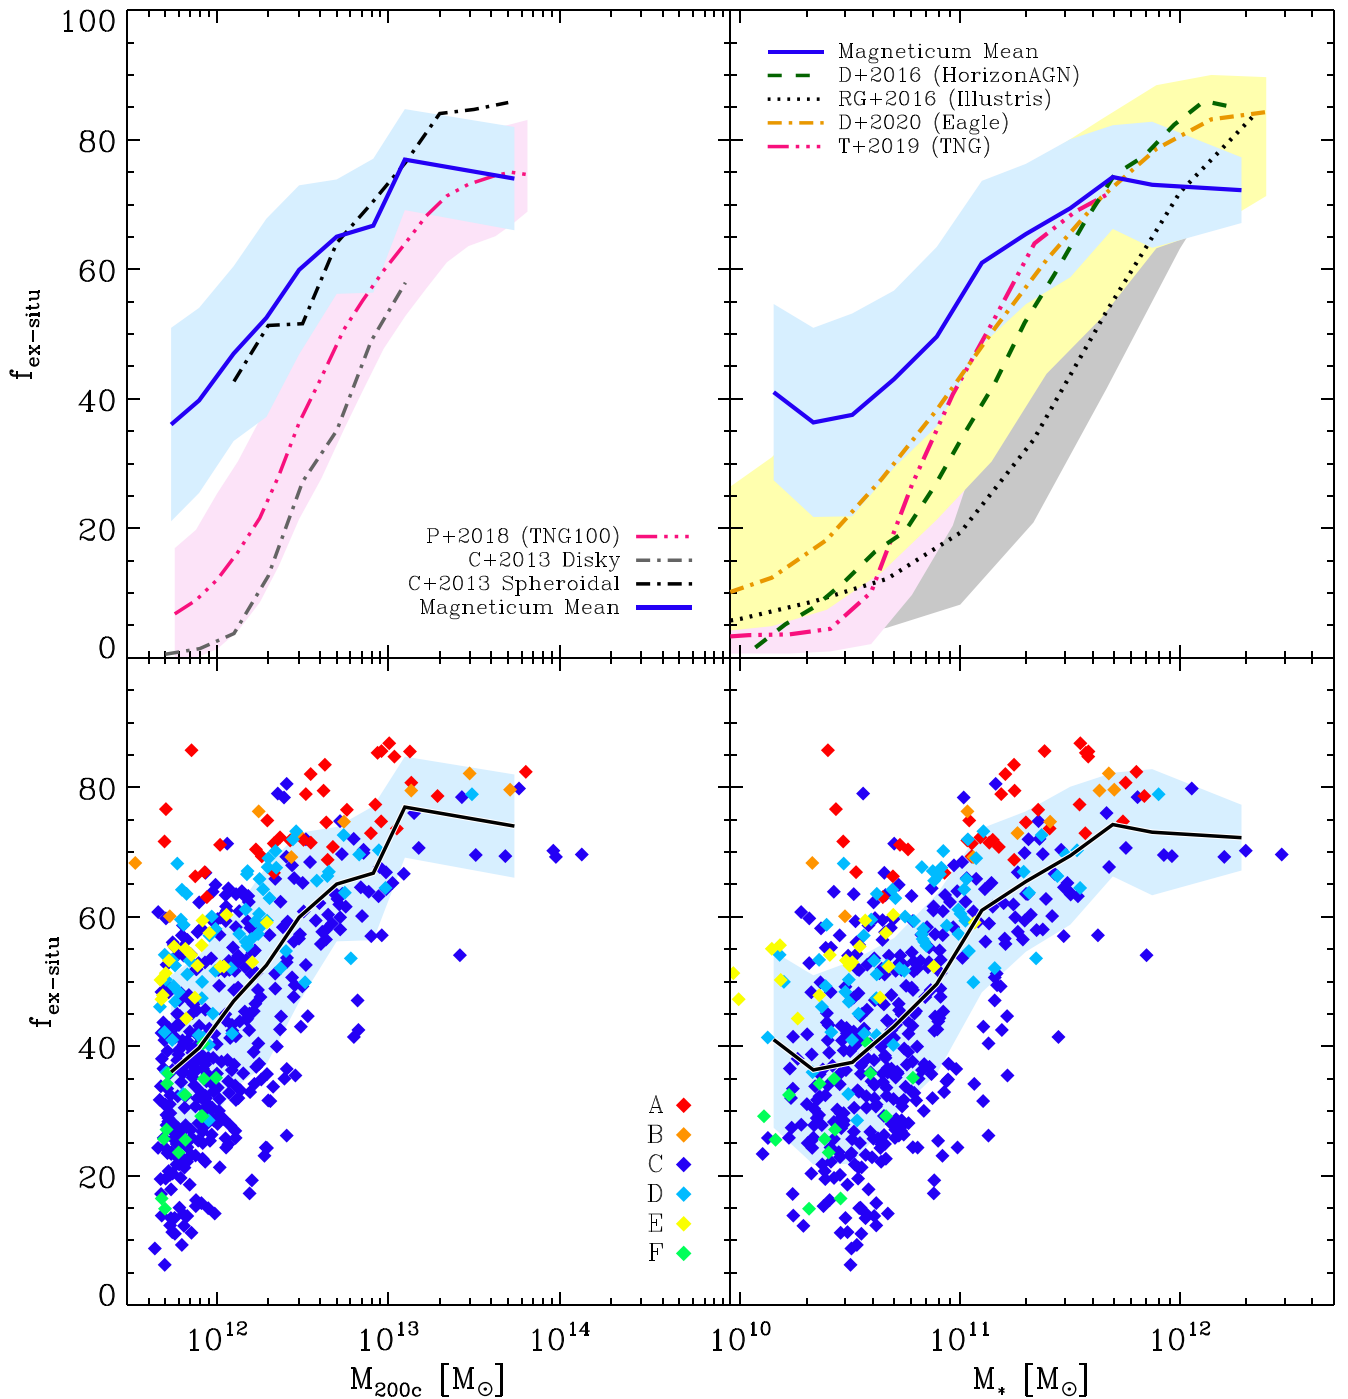 100
80
60
40
20
0
f_ex−situ
P+2018 (TNG100)
C+2013 Disky
C+2013 Spheroidal
Magneticum Mean
Magneticum Mean
D+2016 (HorizonAGN)
RG+2016 (Illustris)
D+2020 (Eagle)
T+2019 (TNG)
80
60
40
20
0
f_ex−situ
A
B
C
D
E
F
10^12
10^13
10^14
M_200c [M_⊙]
10^10
10^11
10^12
M_* [M_⊙]